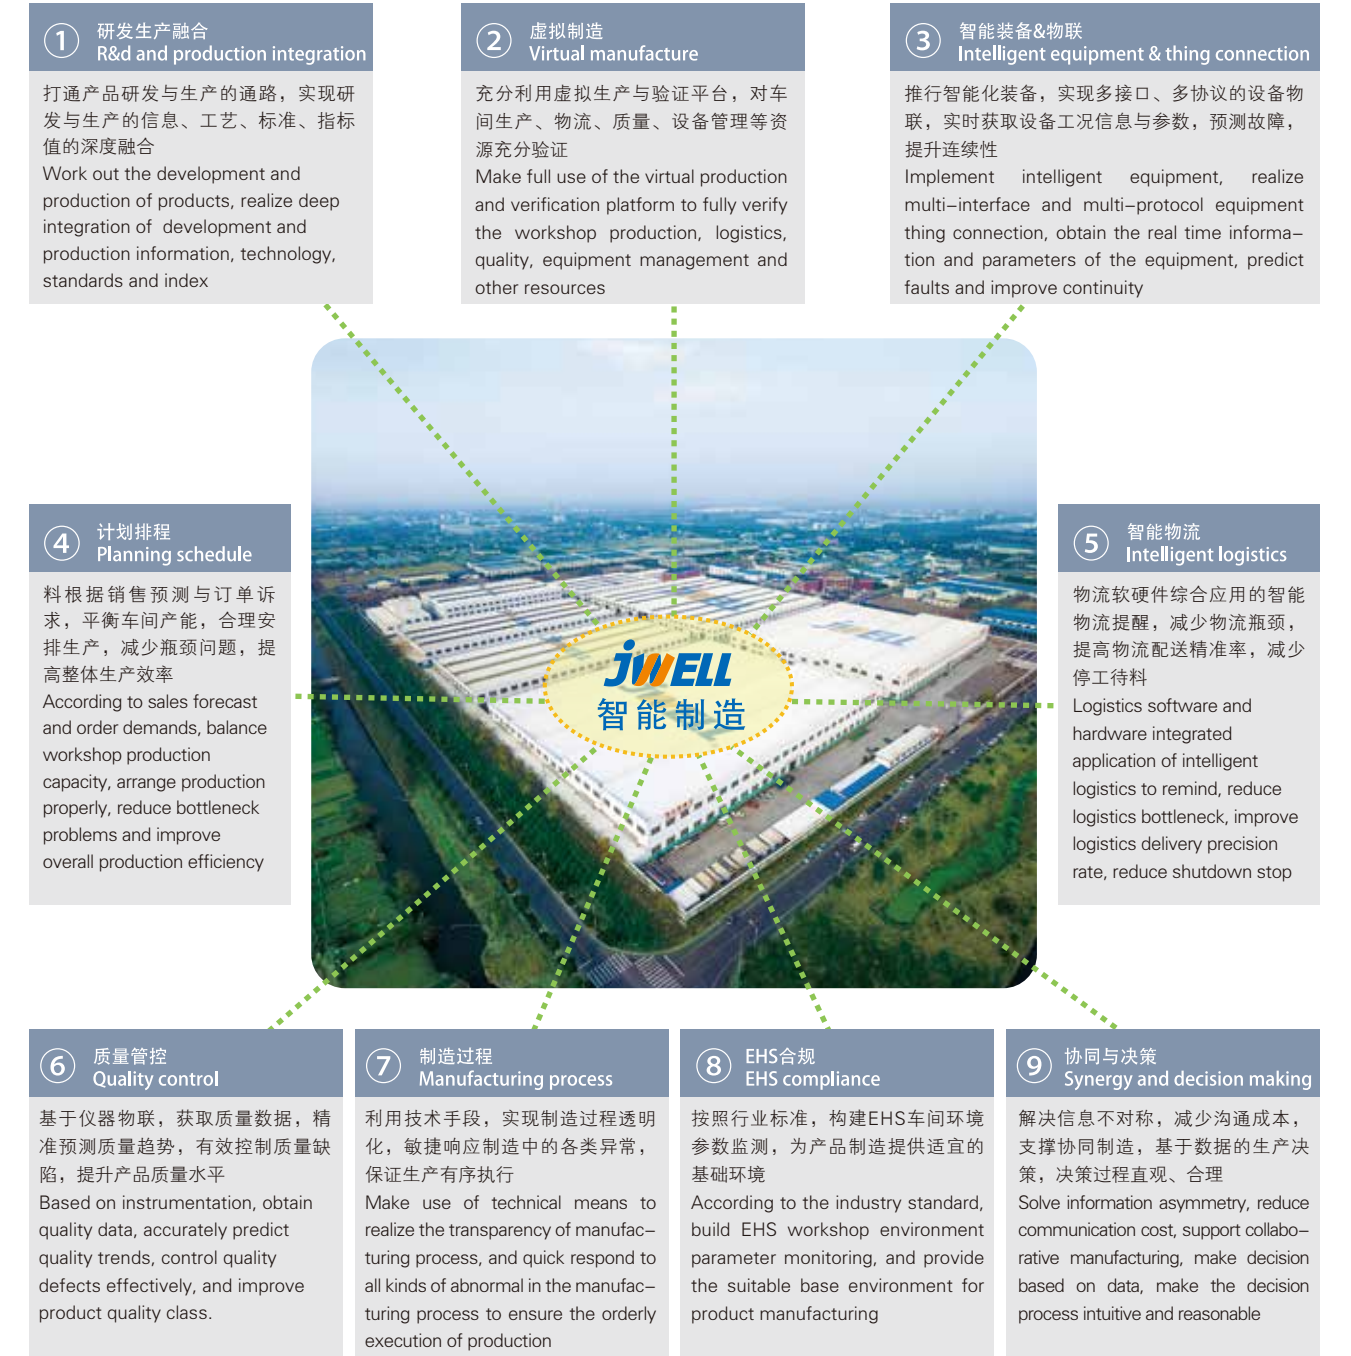 1
研发生产融合
R&d and production integration
打通产品研发与生产的通路，实现研
发与生产的信息、工艺、标准、指标
值的深度融合
Work out the development and
production of products, realize deep
integration of development and
production information, technology,
standards and index
2
虚拟制造
Virtual manufacture
充分利用虚拟生产与验证平台，对车
间生产、物流、质量、设备管理等资
源充分验证
Make full use of the virtual production
and verification platform to fully verify
the workshop production, logistics,
quality, equipment management and
other resources
3
智能装备&物联
Intelligent equipment & thing connection
推行智能化装备，实现多接口、多协议的设备物
联，实时获取设备工况信息与参数，预测故障，
提升连续性
Implement intelligent equipment, realize
multi-interface and multi-protocol equipment
thing connection, obtain the real time informa-
tion and parameters of the equipment, predict
faults and improve continuity
4
计划排程
Planning schedule
料根据销售预测与订单诉
求，平衡车间产能，合理安
排生产，减少瓶颈问题，提
高整体生产效率
According to sales forecast
and order demands, balance
workshop production
capacity, arrange production
properly, reduce bottleneck
problems and improve
overall production efficiency
JWELL
智能制造
5
智能物流
Intelligent logistics
物流软硬件综合应用的智能
物流提醒，减少物流瓶颈，
提高物流配送精准率，减少
停工待料
Logistics software and
hardware integrated
application of intelligent
logistics to remind, reduce
logistics bottleneck, improve
logistics delivery precision
rate, reduce shutdown stop
6
质量管控
Quality control
基于仪器物联，获取质量数据，精
准预测质量趋势，有效控制质量缺
陷，提升产品质量水平
Based on instrumentation, obtain
quality data, accurately predict
quality trends, control quality
defects effectively, and improve
product quality class.
7
制造过程
Manufacturing process
利用技术手段，实现制造过程透明
化，敏捷响应制造中的各类异常，
保证生产有序执行
Make use of technical means to
realize the transparency of manufac-
turing process, and quick respond to
all kinds of abnormal in the manufac-
turing process to ensure the orderly
execution of production
8
EHS合规
EHS compliance
按照行业标准，构建EHS车间环境
参数监测，为产品制造提供适宜的
基础环境
According to the industry standard,
build EHS workshop environment
parameter monitoring, and provide
the suitable base environment for
product manufacturing
9
协同与决策
Synergy and decision making
解决信息不对称，减少沟通成本，
支撑协同制造，基于数据的生产决
策，决策过程直观、合理
Solve information asymmetry, reduce
communication cost, support collabo-
rative manufacturing, make decision
based on data, make the decision
process intuitive and reasonable